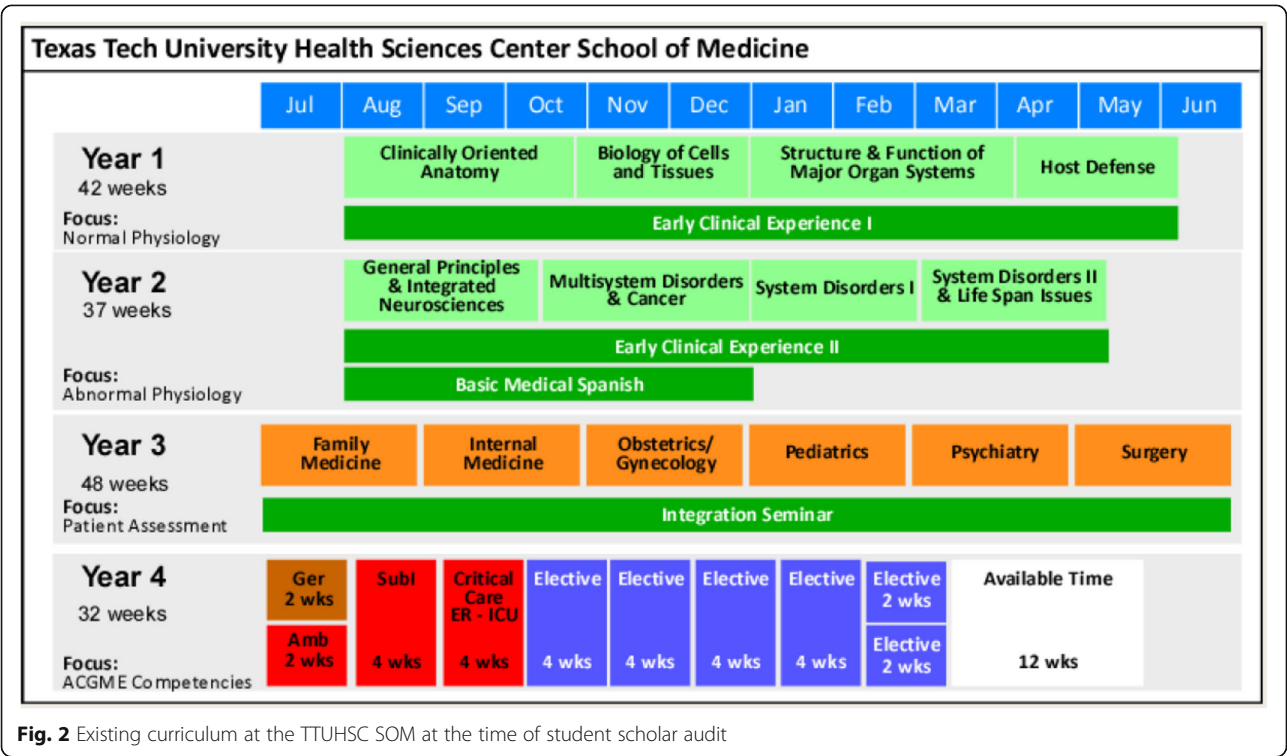 Texas Tech University Health Sciences Center School of Medicine
Jul Aug Sep Oct Nov Dec Jan Feb Mar Apr May Jun
Year 1
42 weeks
Focus:
Normal Physiology
Clinically Oriented
Anatomy
Biology of Cells
and Tissues
Structure & Function of
Major Organ Systems
Host Defense
Early Clinical Experience I
Year 2
37 weeks
Focus:
Abnormal Physiology
General Principles
& Integrated
Neurosciences
Multisystem Disorders
& Cancer
System Disorders I
System Disorders II
& Life Span Issues
Early Clinical Experience II
Basic Medical Spanish
Year 3
48 weeks
Focus:
Patient Assessment
Family
Medicine
Internal
Medicine
Obstetrics/
Gynecology
Pediatrics
Psychiatry
Surgery
Integration Seminar
Year 4
32 weeks
Focus:
ACGME Competencies
Ger
2 wks
Amb
2 wks
SubI
4 wks
Critical
Care
ER - ICU
4 wks
Elective
4 wks
Elective
4 wks
Elective
4 wks
Elective
4 wks
Elective
2 wks
Elective
2 wks
Available Time
12 wks
Fig. 2 Existing curriculum at the TTUHSC SOM at the time of student scholar audit